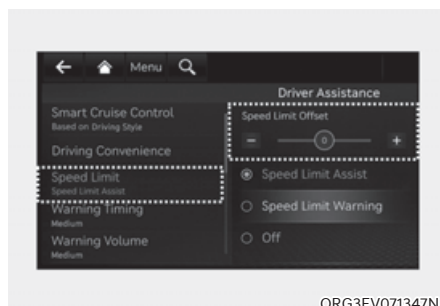 Menu
Driver Assistance
Smart Cruise Control
Based on Driving Style
Driving Convenience
Speed Limit
Speed Limit Assist
Warning Timing
Medium
Warning Volume
Medium
Speed Limit Offset
− 0 +
Speed Limit Assist
Speed Limit Warning
Off
ORG3EV071347N